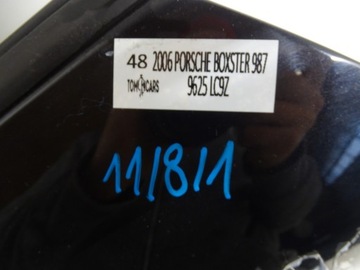 48 2006 PORSCHE BOXSTER 987
TOM CARS 9625 LC9Z
11/8/1